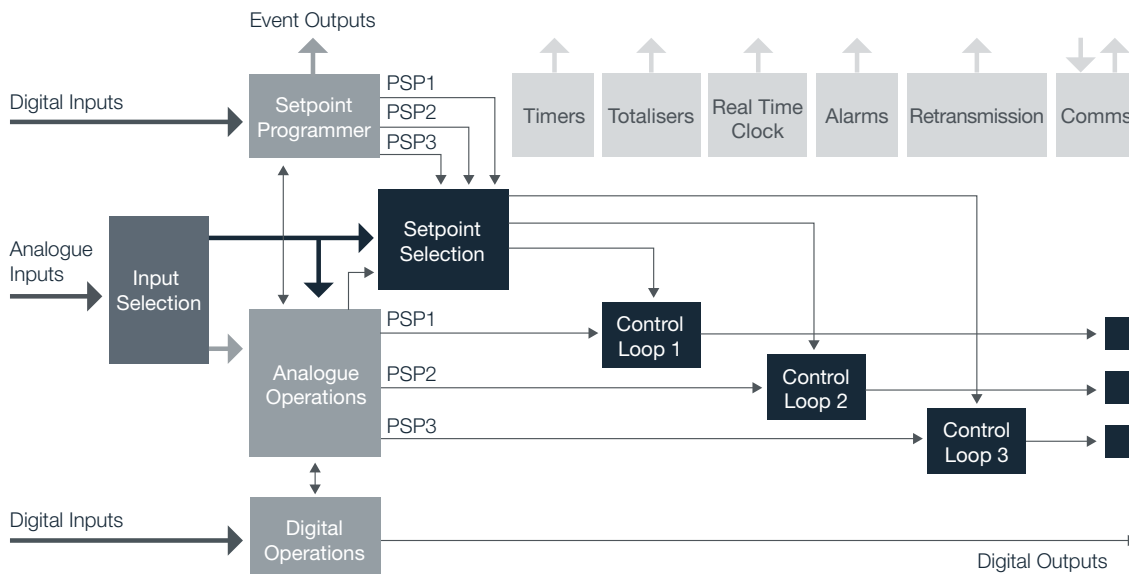 Event Outputs
Digital Inputs
Setpoint
Programmer
PSP1
PSP2
PSP3
Timers
Totalisers
Real Time
Clock
Alarms
Retransmission
Comms
Analogue
Inputs
Input
Selection
Setpoint
Selection
Analogue
Operations
PSP1
PSP2
PSP3
Control
Loop 1
Control
Loop 2
Control
Loop 3
Digital Inputs
Digital
Operations
Digital Outputs